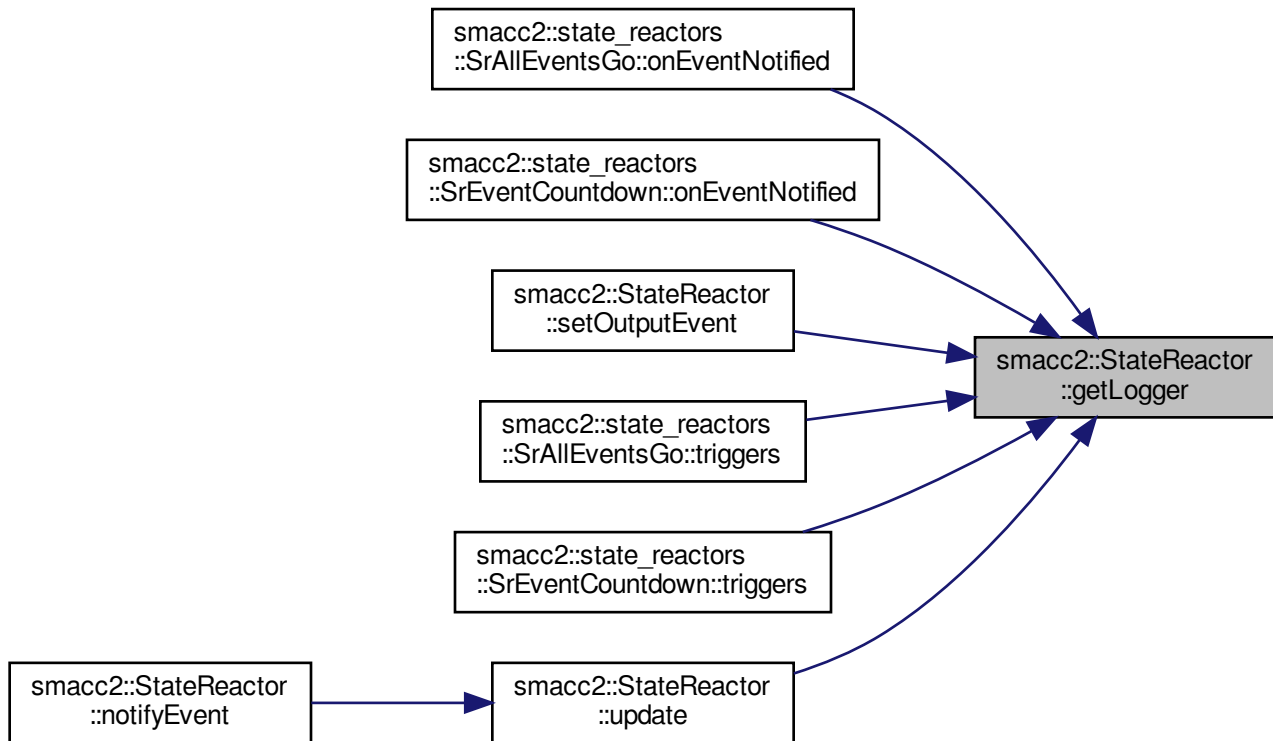 smacc2::state_reactors
::SrAllEventsGo::onEventNotified
smacc2::state_reactors
::SrEventCountdown::onEventNotified
smacc2::StateReactor
::setOutputEvent
smacc2::StateReactor
::getLogger
smacc2::state_reactors
::SrAllEventsGo::triggers
smacc2::state_reactors
::SrEventCountdown::triggers
smacc2::StateReactor
::notifyEvent
smacc2::StateReactor
::update